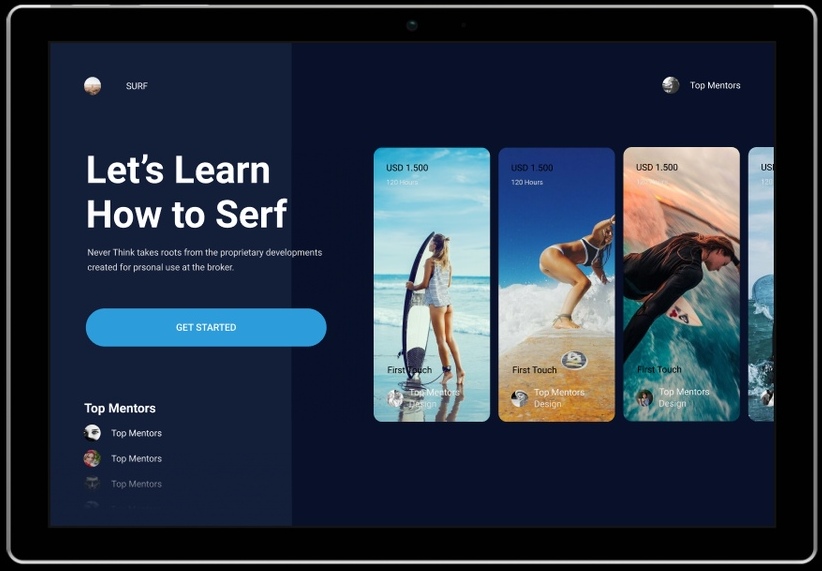 SURF
Top Mentors
Let's Learn
How to Serf
Never Think takes roots from the proprietary developments
created for prsonal use at the broker.
GET STARTED
Top Mentors
Top Mentors
Top Mentors
Top Mentors
USD 1.500
120 Hours
First Touch
Top Mentors
Design
USD 1.500
120 Hours
First Touch
Top Mentors
Design
USD 1.500
First Touch
Top Mentors
Design